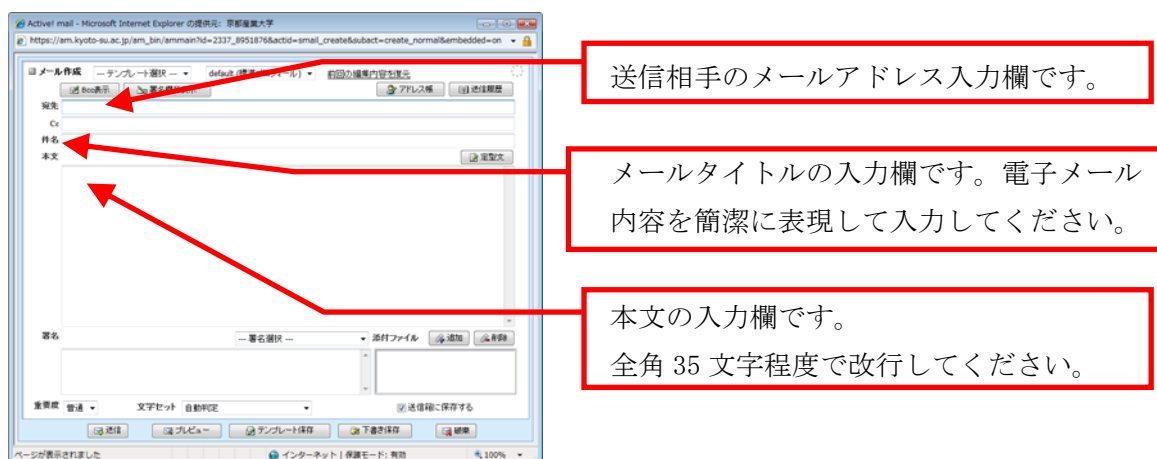 Active! mail - Microsoft Internet Explorer の提供元: 京都産業大学
https://am.kyoto-su.ac.jp/am_bin/ammain?id=2337_8951876&actid=smail_create&subact=create_normal&embedded=on
メール作成 --- テンプレート選択 --- default 前回の編集内容を復元
Bcc表示 アドレス帳 送信履歴
宛先
Cc
件名
本文 定型文
送信相手のメールアドレス入力欄です。
メールタイトルの入力欄です。電子メール
内容を簡潔に表現して入力してください。
本文の入力欄です。
全角 35 文字程度で改行してください。
署名 --- 署名選択 --- 添付ファイル 追加 削除
重要度 普通 文字セット 自動判定 送信箱に保存する
送信 プレビュー テンプレート保存 下書き保存 破棄
ページが表示されました インターネット | 保護モード: 有効 100%